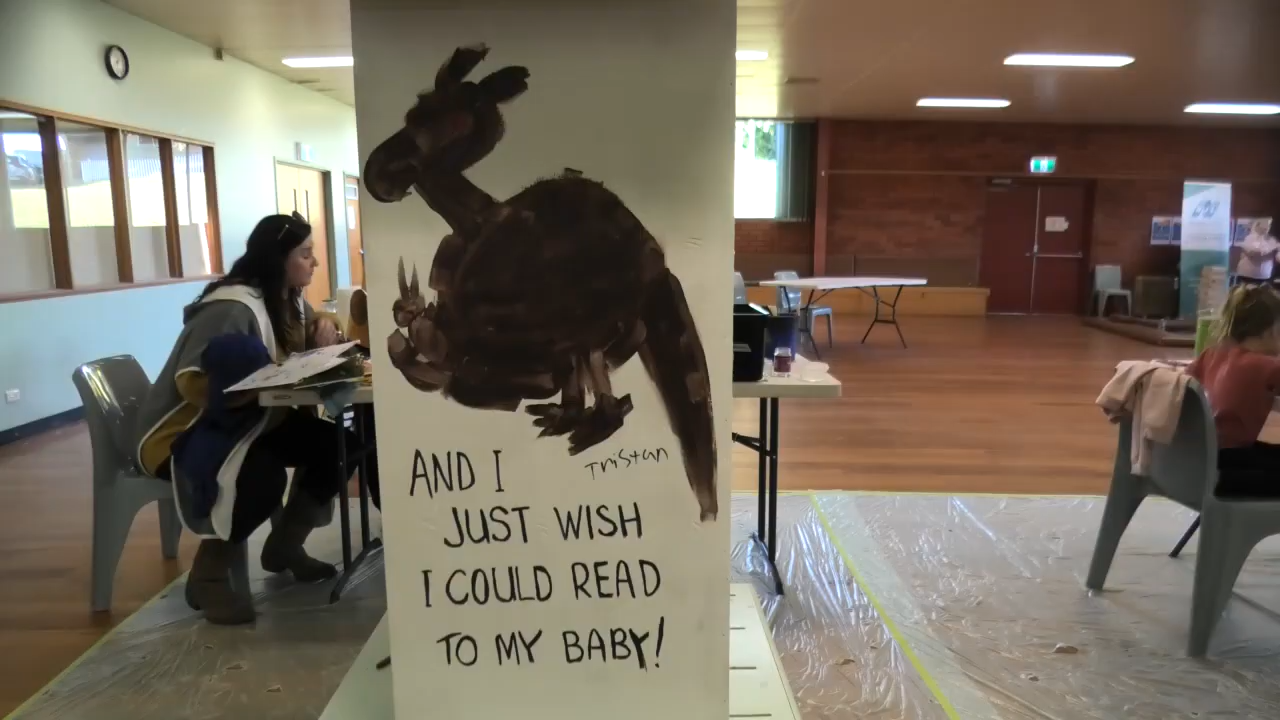 Tristan
AND I
JUST WISH
I COULD READ
TO MY BABY!